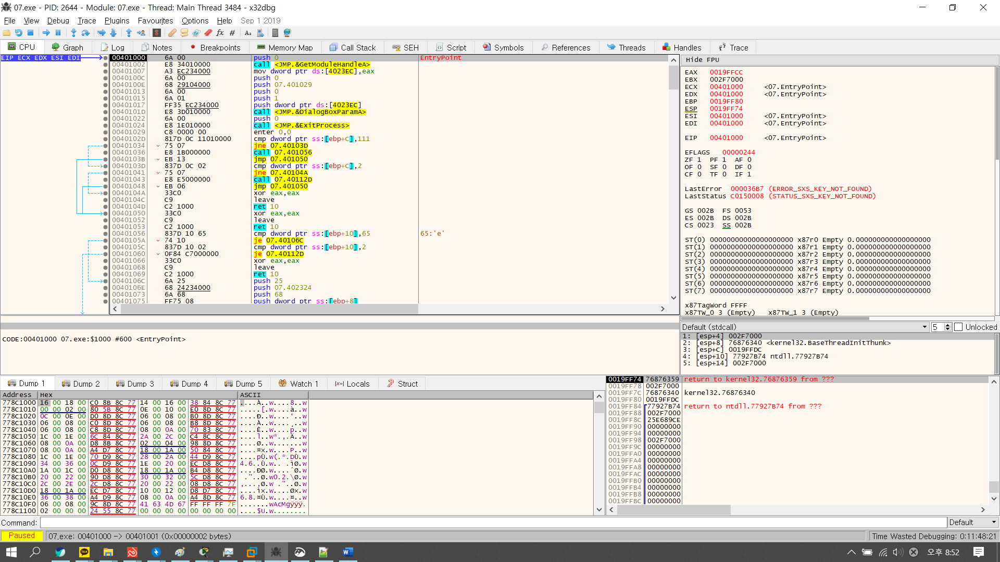 07.exe - PID: 2644 - Module: 07.exe - Thread: Main Thread 3484 - x32dbg
File View Debug Trace Plugins Favourites Options Help Sep 1 2019
CPU Graph Log Notes Breakpoints Memory Map Call Stack SEH Script Symbols References Threads Handles Trace
EIP ECX EDX ESI EDI
00401000 6A 00 push 0 EntryPoint
00401002 E8 34010000 call <JMP.&GetModuleHandleA>
00401007 A3 EC234000 mov dword ptr ds:[4023EC],eax
0040100C 6A 00 push 0
0040100E 68 29104000 push 07.401029
00401013 6A 00 push 0
00401015 6A 01 push 1
00401017 FF35 EC234000 push dword ptr ds:[4023EC]
0040101D E8 3D010000 call <JMP.&DialogBoxParamA>
00401022 6A 00 push 0
00401024 E8 1E010000 call <JMP.&ExitProcess>
00401029 C8 0000 00 enter 0,0
0040102D 817D 0C 11010000 cmp dword ptr ss:[ebp+C],111
00401034 75 07 jne 07.40103D
00401036 E8 1B000000 call 07.401056
0040103B EB 13 jmp 07.401050
0040103D 837D 0C 02 cmp dword ptr ss:[ebp+C],2
00401041 75 07 jne 07.40104A
00401043 E8 E5000000 call 07.40112D
00401048 EB 06 jmp 07.401050
0040104A 33C0 xor eax,eax
0040104C C9 leave
0040104D C2 1000 ret 10
00401050 33C0 xor eax,eax
00401052 C9 leave
00401053 C2 1000 ret 10
00401056 837D 10 65 cmp dword ptr ss:[ebp+10],65 65:'e'
0040105A 74 10 je 07.40106C
0040105C 837D 10 02 cmp dword ptr ss:[ebp+10],2
00401060 0F84 C7000000 je 07.40112D
00401066 33C0 xor eax,eax
00401068 C9 leave
00401069 C2 1000 ret 10
0040106C 6A 25 push 25
0040106E 68 24234000 push 07.402324
00401073 6A 68 push 68
00401075 FF75 08 push dword ptr ss:[ebp+8]
CODE:00401000 07.exe:$1000 #600 <EntryPoint>
Hide FPU
EAX 0019FFCC
EBX 002F7000
ECX 00401000 <07.EntryPoint>
EDX 00401000 <07.EntryPoint>
EBP 0019FF80
ESP 0019FF74
ESI 00401000 <07.EntryPoint>
EDI 00401000 <07.EntryPoint>
EIP 00401000 <07.EntryPoint>
EFLAGS 00000244
ZF 1 PF 1 AF 0
OF 0 SF 0 DF 0
CF 0 TF 0 IF 1
LastError 000036B7 (ERROR_SXS_KEY_NOT_FOUND)
LastStatus C0150008 (STATUS_SXS_KEY_NOT_FOUND)
GS 002B FS 0053
ES 002B DS 002B
CS 0023 SS 002B
ST(0) 00000000000000000000 x87r0 Empty 0.000000000000000000
ST(1) 00000000000000000000 x87r1 Empty 0.000000000000000000
ST(2) 00000000000000000000 x87r2 Empty 0.000000000000000000
ST(3) 00000000000000000000 x87r3 Empty 0.000000000000000000
ST(4) 00000000000000000000 x87r4 Empty 0.000000000000000000
ST(5) 00000000000000000000 x87r5 Empty 0.000000000000000000
ST(6) 00000000000000000000 x87r6 Empty 0.000000000000000000
ST(7) 00000000000000000000 x87r7 Empty 0.000000000000000000
x87TagWord FFFF
x87TW_0 3 (Empty) x87TW_1 3 (Empty)
Default (stdcall) 5 Unlocked
1: [esp+4] 002F7000
2: [esp+8] 76876340 <kernel32.BaseThreadInitThunk>
3: [esp+C] 0019FFDC
4: [esp+10] 77927B74 ntdll.77927B74
5: [esp+14] 002F7000
Dump 1 Dump 2 Dump 3 Dump 4 Dump 5 Watch 1 Locals Struct
Address Hex ASCII
778C1000 16 00 18 00 C0 8B 8C 77 14 00 16 00 38 84 8C 77 ....À..w....8..w
778C1010 00 00 02 00 80 5B 8C 77 0E 00 10 00 E0 8D 8C 77 .....[.w....à..w
778C1020 0C 00 0E 00 D0 8D 8C 77 06 00 08 00 B0 8D 8C 77 ....Ð..w....°..w
778C1030 06 00 08 00 C0 8D 8C 77 06 00 08 00 B8 8D 8C 77 ....À..w....¸..w
778C1040 06 00 08 00 C8 8D 8C 77 08 00 0A 00 70 83 8C 77 ....È..w....p..w
778C1050 1C 00 1E 00 6C 84 8C 77 2A 00 2C 00 C4 8C 8C 77 ....l..w*.,.Ä..w
778C1060 08 00 0A 00 D8 8B 8C 77 02 00 04 00 98 8D 8C 77 ....Ø..w.......w
778C1070 08 00 0A 00 A4 D7 8C 77 18 00 1A 00 50 84 8C 77 ....¤×.w....P..w
778C1080 1C 00 1E 00 70 D9 8C 77 28 00 2A 00 44 D9 8C 77 ....pÙ.w(.*.DÙ.w
778C1090 34 00 36 00 0C D9 8C 77 1E 00 20 00 EC D8 8C 77 4.6..Ù.w.. .ìØ.w
778C10A0 1A 00 1C 00 D0 D8 8C 77 18 00 1A 00 B4 D8 8C 77 ....ÐØ.w....´Ø.w
778C10B0 20 00 22 00 90 D8 8C 77 30 00 32 00 5C D8 8C 77  ."..Ø.w0.2.\Ø.w
778C10C0 2C 00 2E 00 2C D8 8C 77 20 00 22 00 08 D8 8C 77 ,...,Ø.w ."..Ø.w
778C10D0 18 00 1A 00 EC D7 8C 77 10 00 12 00 D8 D7 8C 77 ....ì×.w....Ø×.w
778C10E0 36 00 38 00 A4 D9 8C 77 08 00 0A 00 A4 8D 8C 77 6.8.¤Ù.w....¤..w
778C10F0 06 00 08 00 9C 8D 8C 77 41 63 4D 67 FF FF FF 7F .......wAcMgÿÿÿ.
778C1100 02 00 00 00 24 55 8C 77 00 00 00 00 00 00 00 00 ....$U.w........
0019FF74 76876359 return to kernel32.76876359 from ???
0019FF78 002F7000
0019FF7C 76876340 kernel32.76876340
0019FF80 0019FFDC
0019FF84 77927B74 return to ntdll.77927B74 from ???
0019FF88 002F7000
0019FF8C 25E689CE
0019FF90 00000000
0019FF94 00000000
0019FF98 002F7000
0019FF9C 00000000
0019FFA0 00000000
0019FFA4 00000000
0019FFA8 00000000
0019FFAC 00000000
0019FFB0 00000000
0019FFB4 00000000
0019FFB8 00000000
0019FFBC 00000000
Command: Default
Paused 07.exe: 00401000 -> 00401001 (0x00000002 bytes) Time Wasted Debugging: 0:11:48:21
오후 8:52